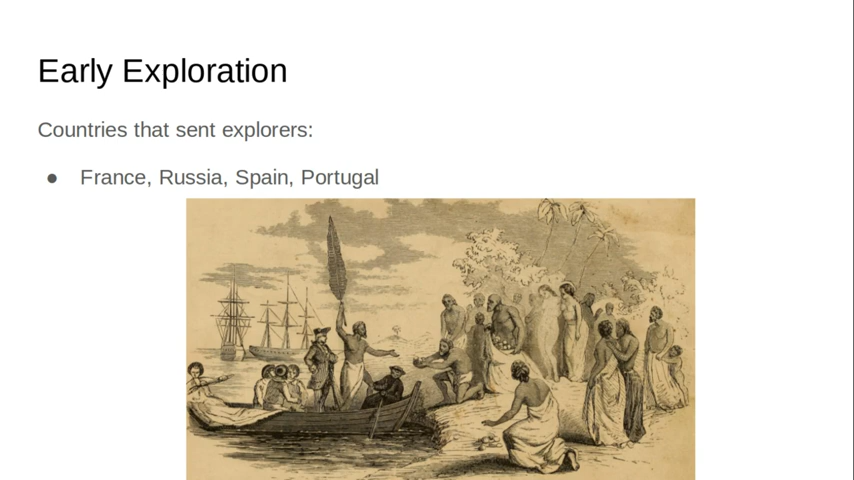 Early Exploration
Countries that sent explorers:
● France, Russia, Spain, Portugal